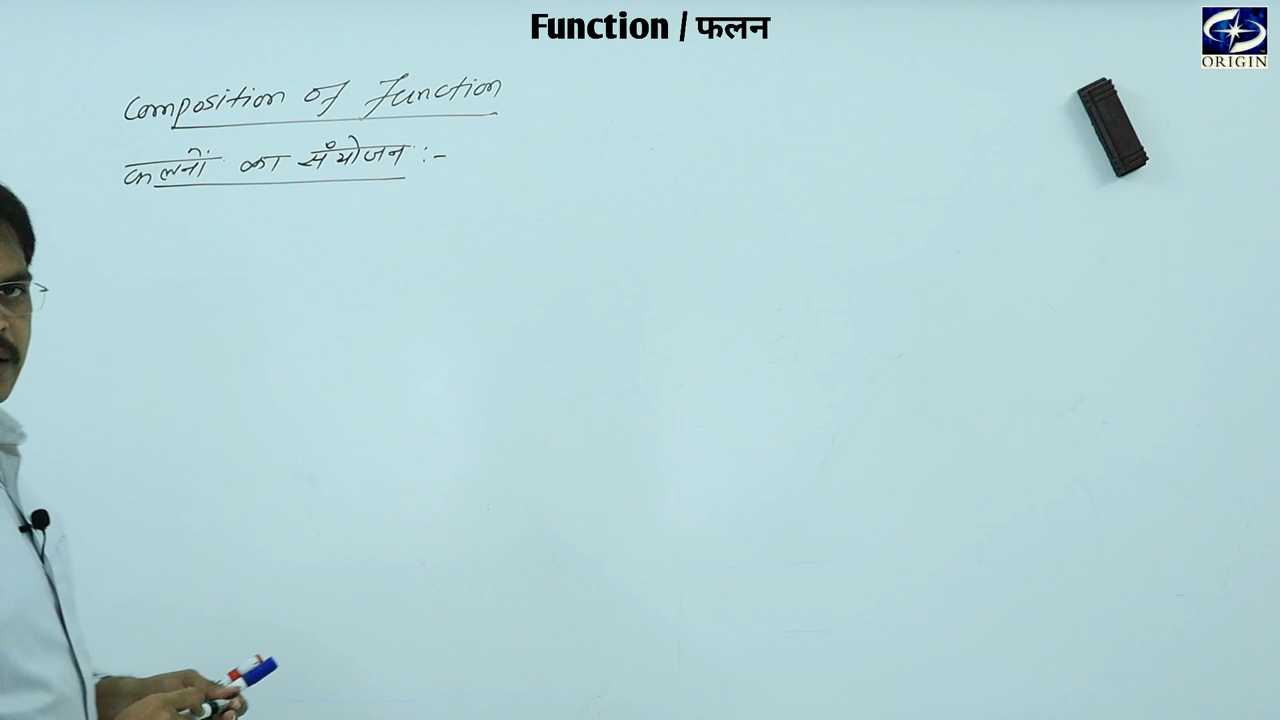 Function / फलन
ORIGIN
Composition of Function
फलनों का संयोजन :-